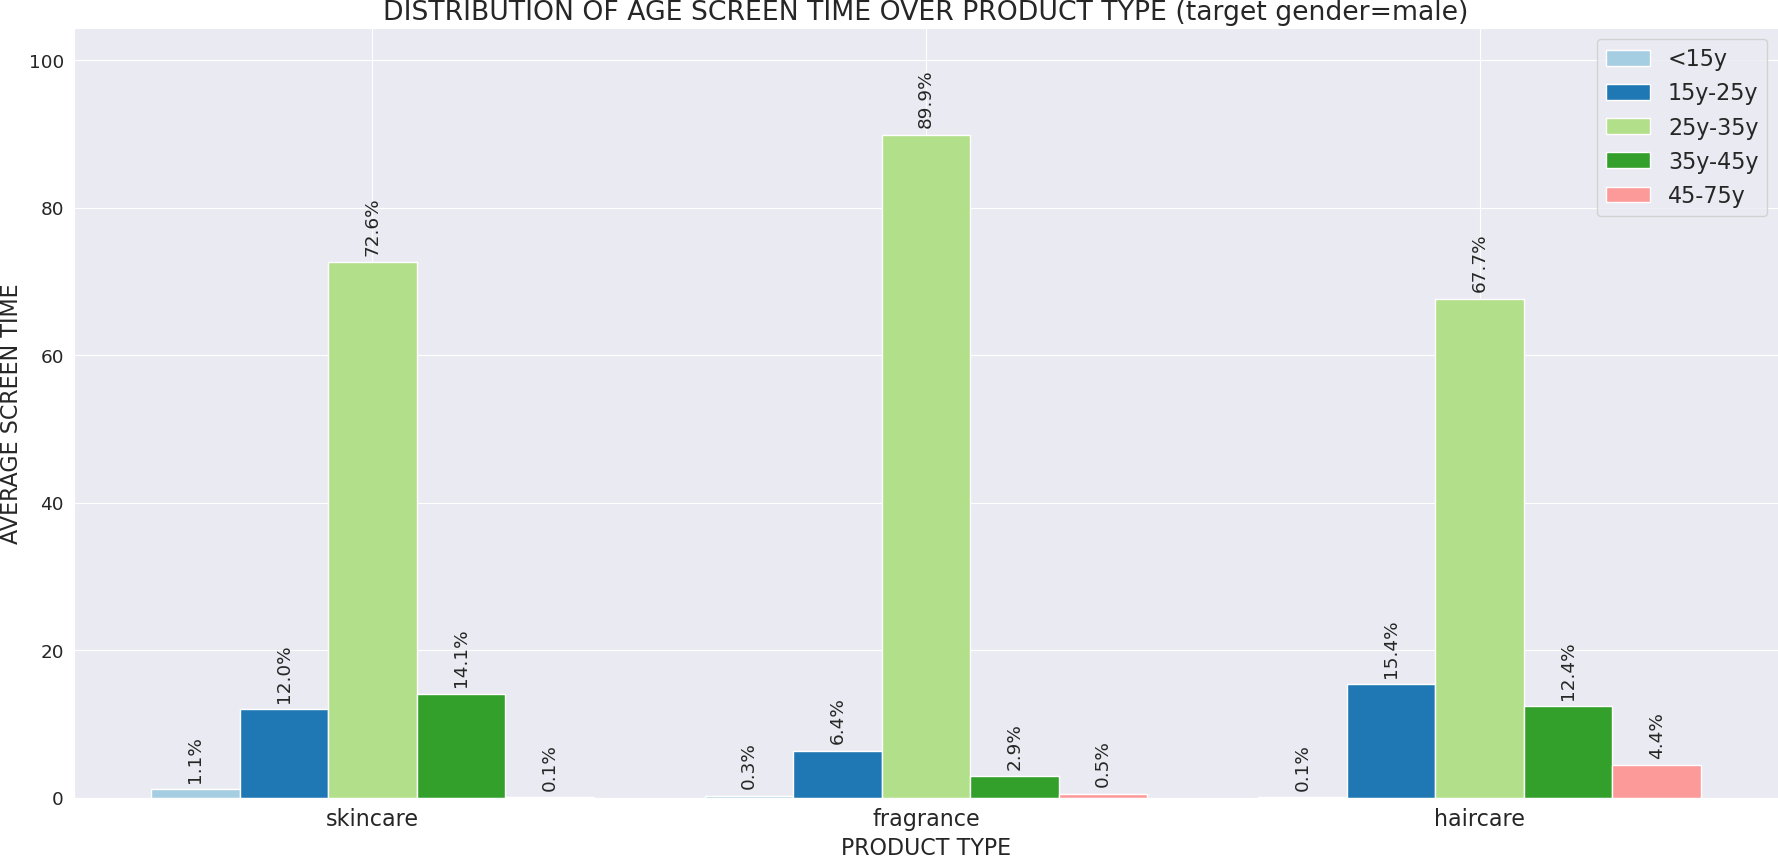 DISTRIBUTION OF AGE SCREEN TIME OVER PRODUCT TYPE (target gender=male)
<15y
15y-25y
25y-35y
35y-45y
45-75y
AVERAGE SCREEN TIME
100
80
60
40
20
0
1.1%
12.0%
72.6%
14.1%
0.1%
0.3%
6.4%
89.9%
2.9%
0.5%
0.1%
15.4%
67.7%
12.4%
4.4%
skincare
fragrance
haircare
PRODUCT TYPE